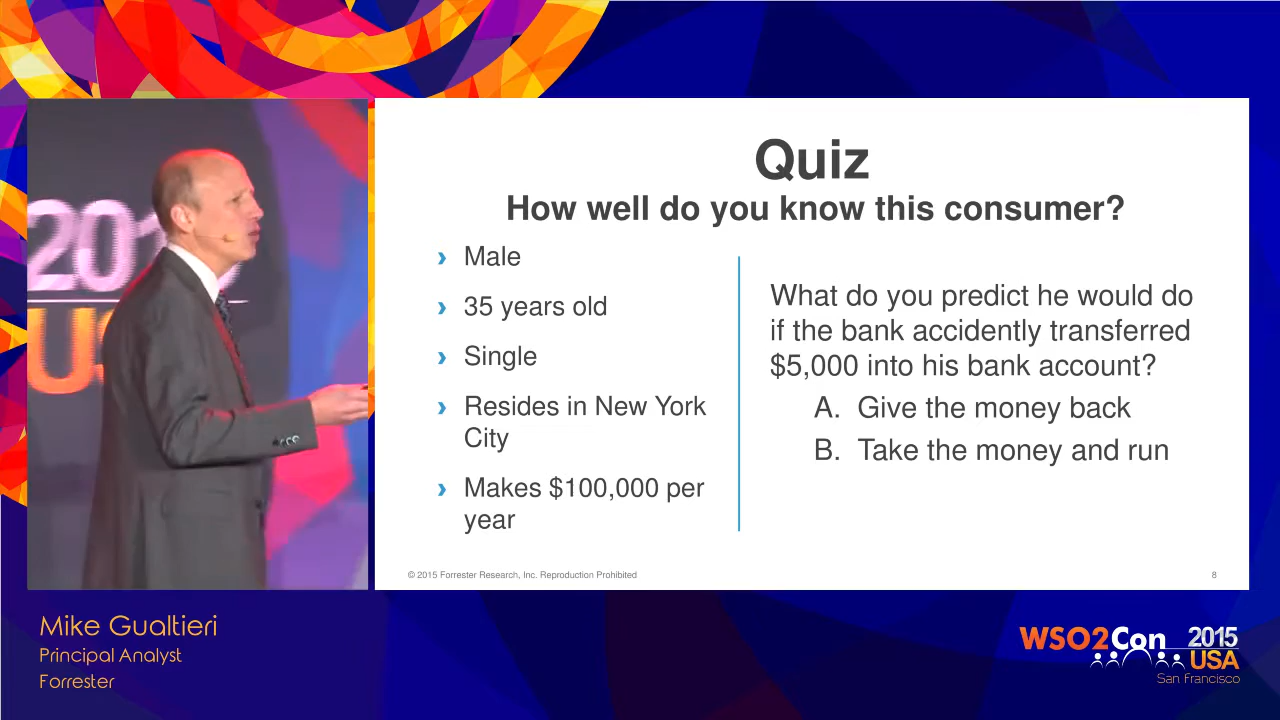 Quiz
How well do you know this consumer?
› Male
› 35 years old
› Single
› Resides in New York
City
› Makes $100,000 per
year
What do you predict he would do
if the bank accidently transferred
$5,000 into his bank account?
A. Give the money back
B. Take the money and run
© 2015 Forrester Research, Inc. Reproduction Prohibited
8
Mike Gualtieri
Principal Analyst
Forrester
WSO2Con 2015
USA
San Francisco